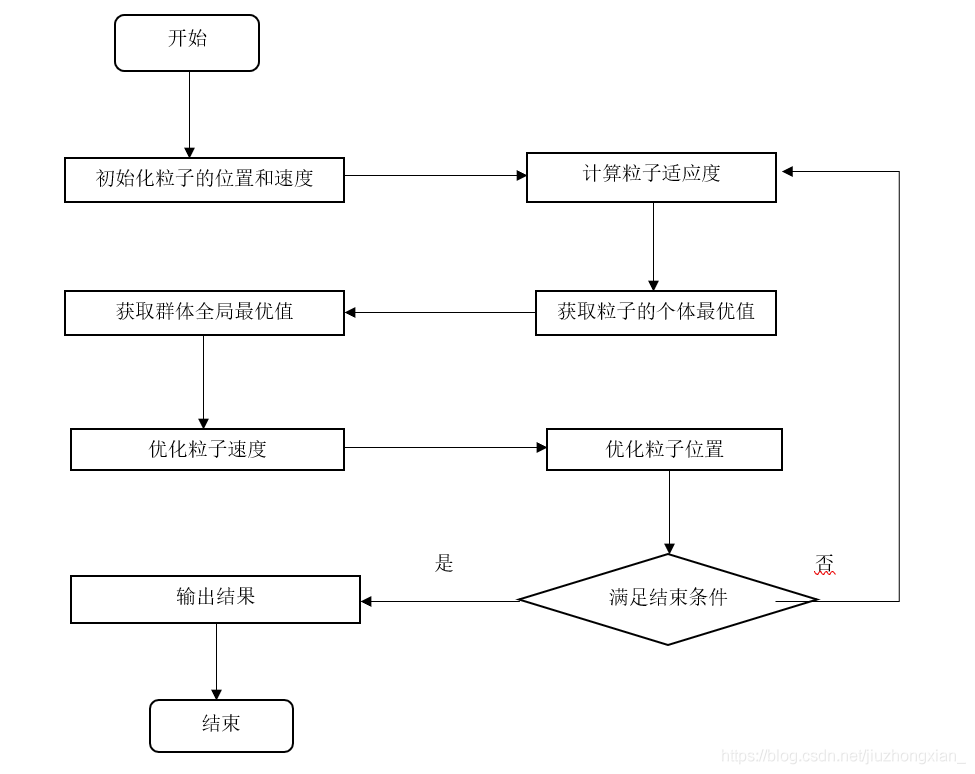 开始
初始化粒子的位置和速度
计算粒子适应度
获取群体全局最优值
获取粒子的个体最优值
优化粒子速度
优化粒子位置
是
否
输出结果
满足结束条件
结束
https://blog.csdn.net/jiuzhongxian_